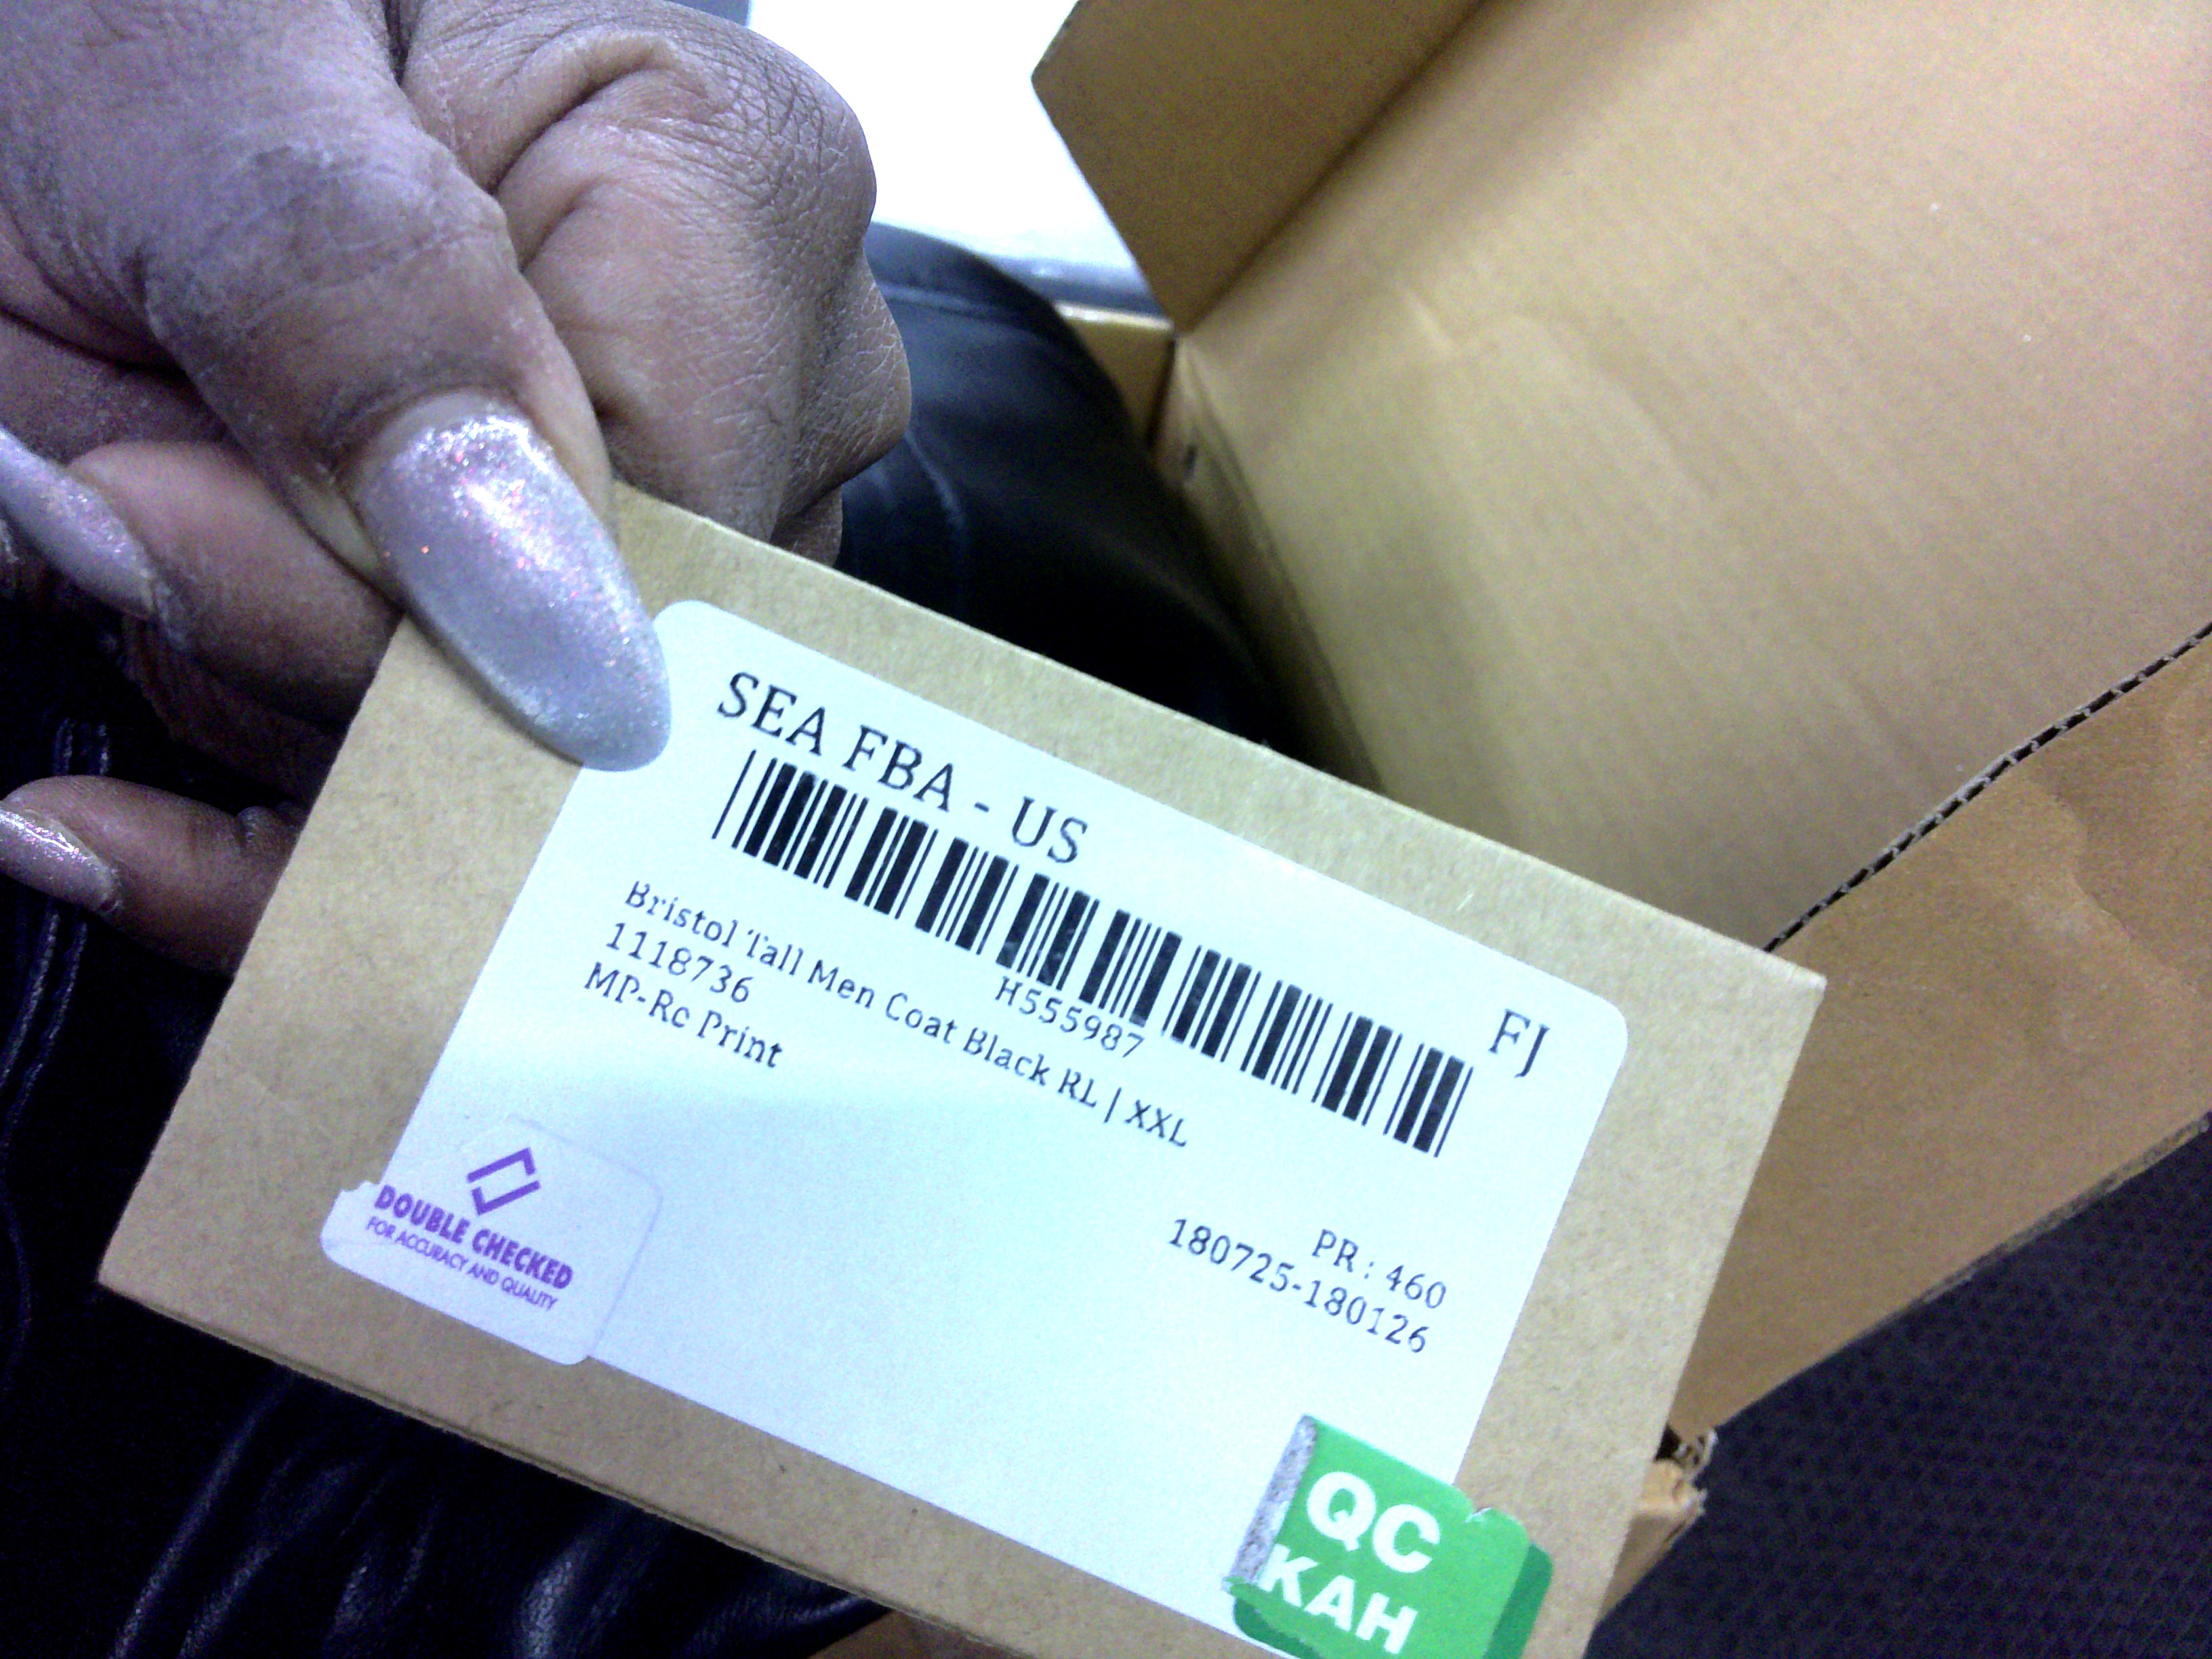 SEA FBA - US
FJ
H555987
Bristol Tall Men Coat Black RL | XXL
1118736
MP-Re Print
PR : 460
180725-180126
DOUBLE CHECKED
FOR ACCURACY AND QUALITY
QC
KAH